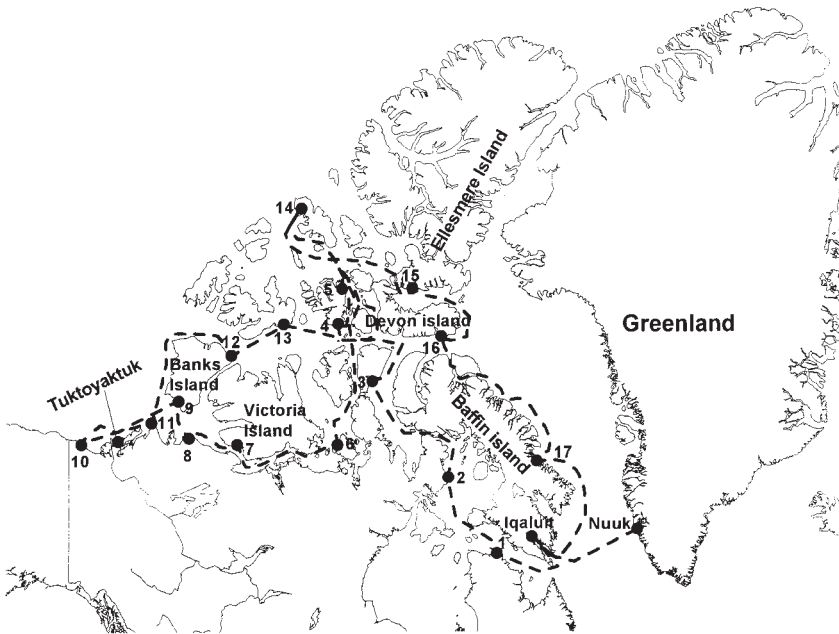 14
Ellesmere Island
5
15
4
Devon island
Greenland
12
13
16
Banks
Island
3
Tuktoyaktuk
Victoria
Island
Baffin Island
9
11
10
8
7
6
17
2
Iqaluit
Nuuk
1